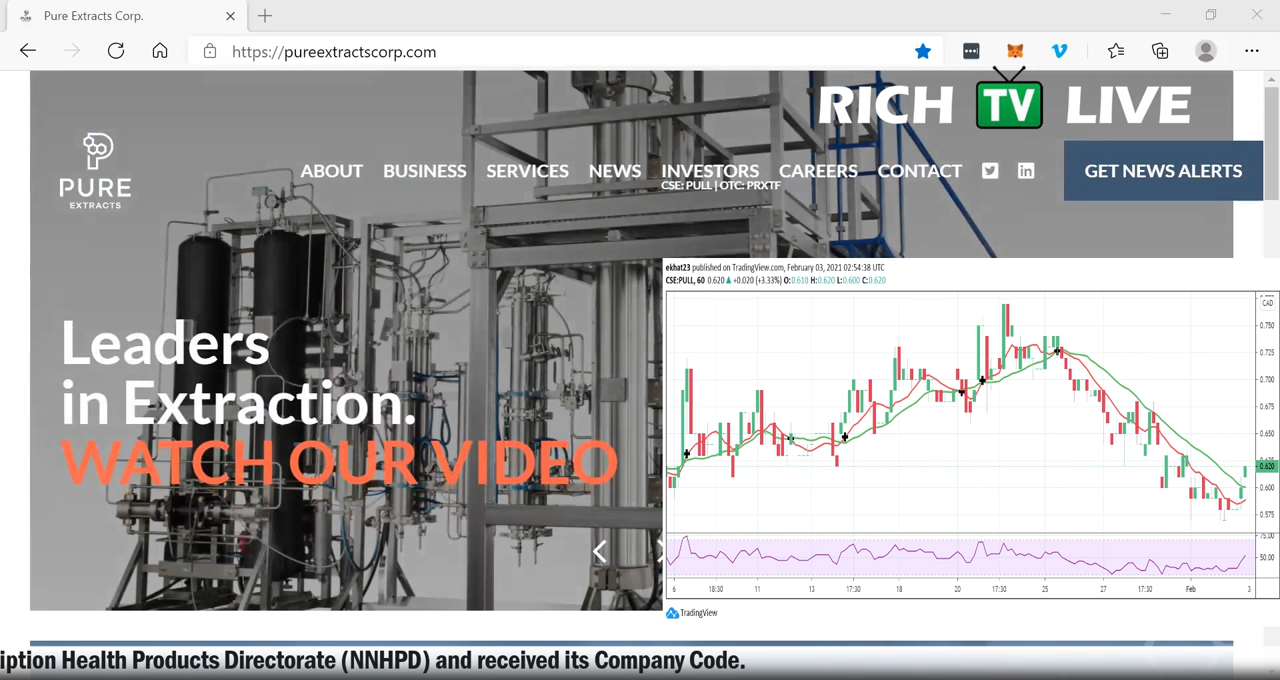 Pure Extracts Corp.
https://pureextractscorp.com
RICH TV LIVE
PURE
EXTRACTS
ABOUT BUSINESS SERVICES NEWS INVESTORS CAREERS CONTACT
GET NEWS ALERTS
CSE: PULL | OTC: PRXTF
Leaders
in Extraction.
WATCH OUR VIDEO
ekhat23 published on TradingView.com, February 03, 2021 02:54:38 UTC
CSE:PULL, 60 0.620 ▲ +0.020 (+3.33%) O:0.610 H:0.620 L:0.600 C:0.620
CAD
0.750
0.725
0.700
0.675
0.650
0.620
0.600
0.575
75.00
50.00
6 18:30 11 13 17:30 18 20 17:30 25 27 17:30 Feb 3
TradingView
iption Health Products Directorate (NNHPD) and received its Company Code.